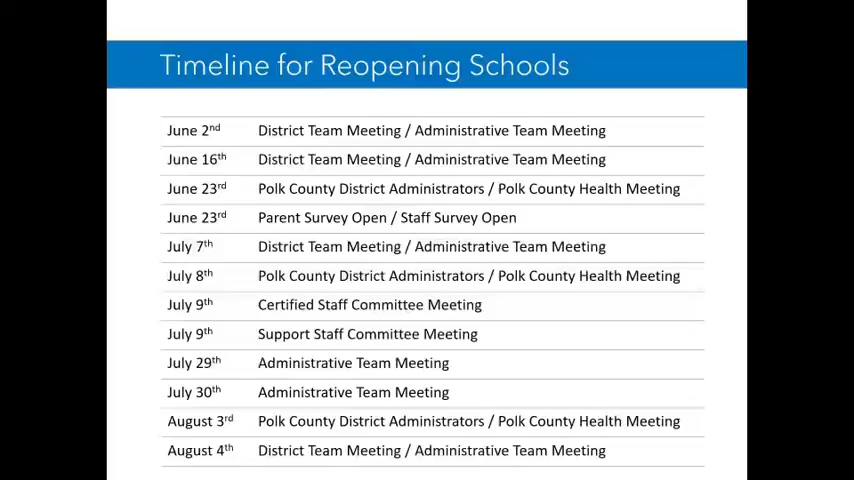 Timeline for Reopening Schools
June 2nd District Team Meeting / Administrative Team Meeting
June 16th District Team Meeting / Administrative Team Meeting
June 23rd Polk County District Administrators / Polk County Health Meeting
June 23rd Parent Survey Open / Staff Survey Open
July 7th District Team Meeting / Administrative Team Meeting
July 8th Polk County District Administrators / Polk County Health Meeting
July 9th Certified Staff Committee Meeting
July 9th Support Staff Committee Meeting
July 29th Administrative Team Meeting
July 30th Administrative Team Meeting
August 3rd Polk County District Administrators / Polk County Health Meeting
August 4th District Team Meeting / Administrative Team Meeting